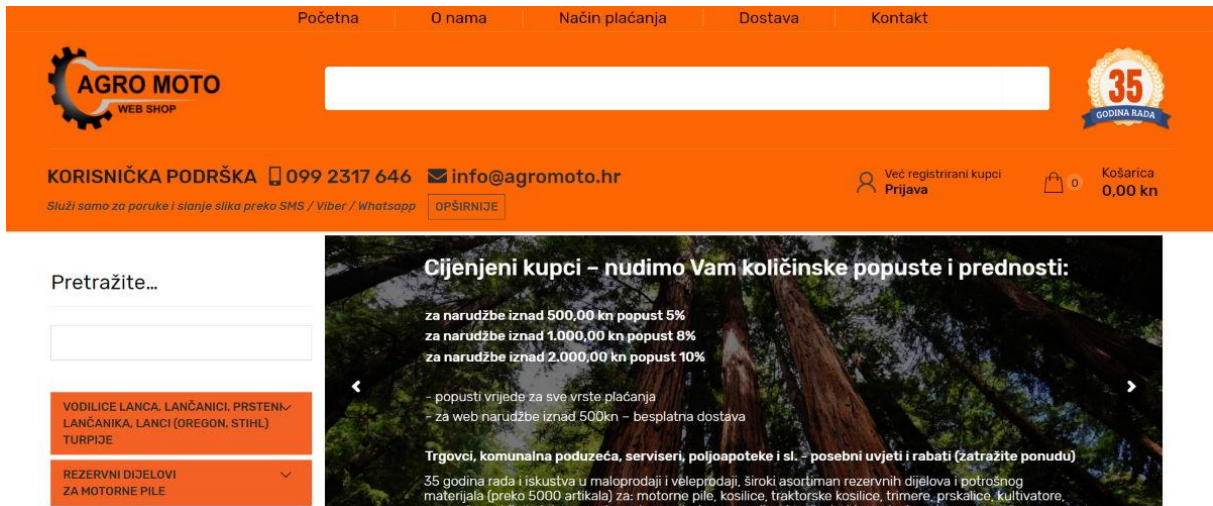 Početna
O nama
Način plaćanja
Dostava
Kontakt
AGRO MOTO
WEB SHOP
35
GODINA RADA
KORISNIČKA PODRŠKA 099 2317 646 info@agromoto.hr
Služi samo za poruke i slanje slika preko SMS / Viber / Whatsapp
OPŠIRNIJE
Već registrirani kupci
Prijava
0
Košarica
0,00 kn
Pretražite...
VODILICE LANCA, LANČANICI, PRSTENI
LANČANIKA, LANCI (OREGON, STIHL)
TURPIJE
REZERVNI DIJELOVI
ZA MOTORNE PILE
Cijenjeni kupci – nudimo Vam količinske popuste i prednosti:
za narudžbe iznad 500,00 kn popust 5%
za narudžbe iznad 1.000,00 kn popust 8%
za narudžbe iznad 2.000,00 kn popust 10%
- popusti vrijede za sve vrste plaćanja
- za web narudžbe iznad 500kn – besplatna dostava
Trgovci, komunalna poduzeća, serviseri, poljoapoteke i sl. - posebni uvjeti i rabati (zatražite ponudu)
35 godina rada i iskustva u maloprodaji i veleprodaji, široki asortiman rezervnih dijelova i potrošnog
materijala (preko 5000 artikala) za: motorne pile, kosilice, traktorske kosilice, trimere, prskalice, kultivatore,